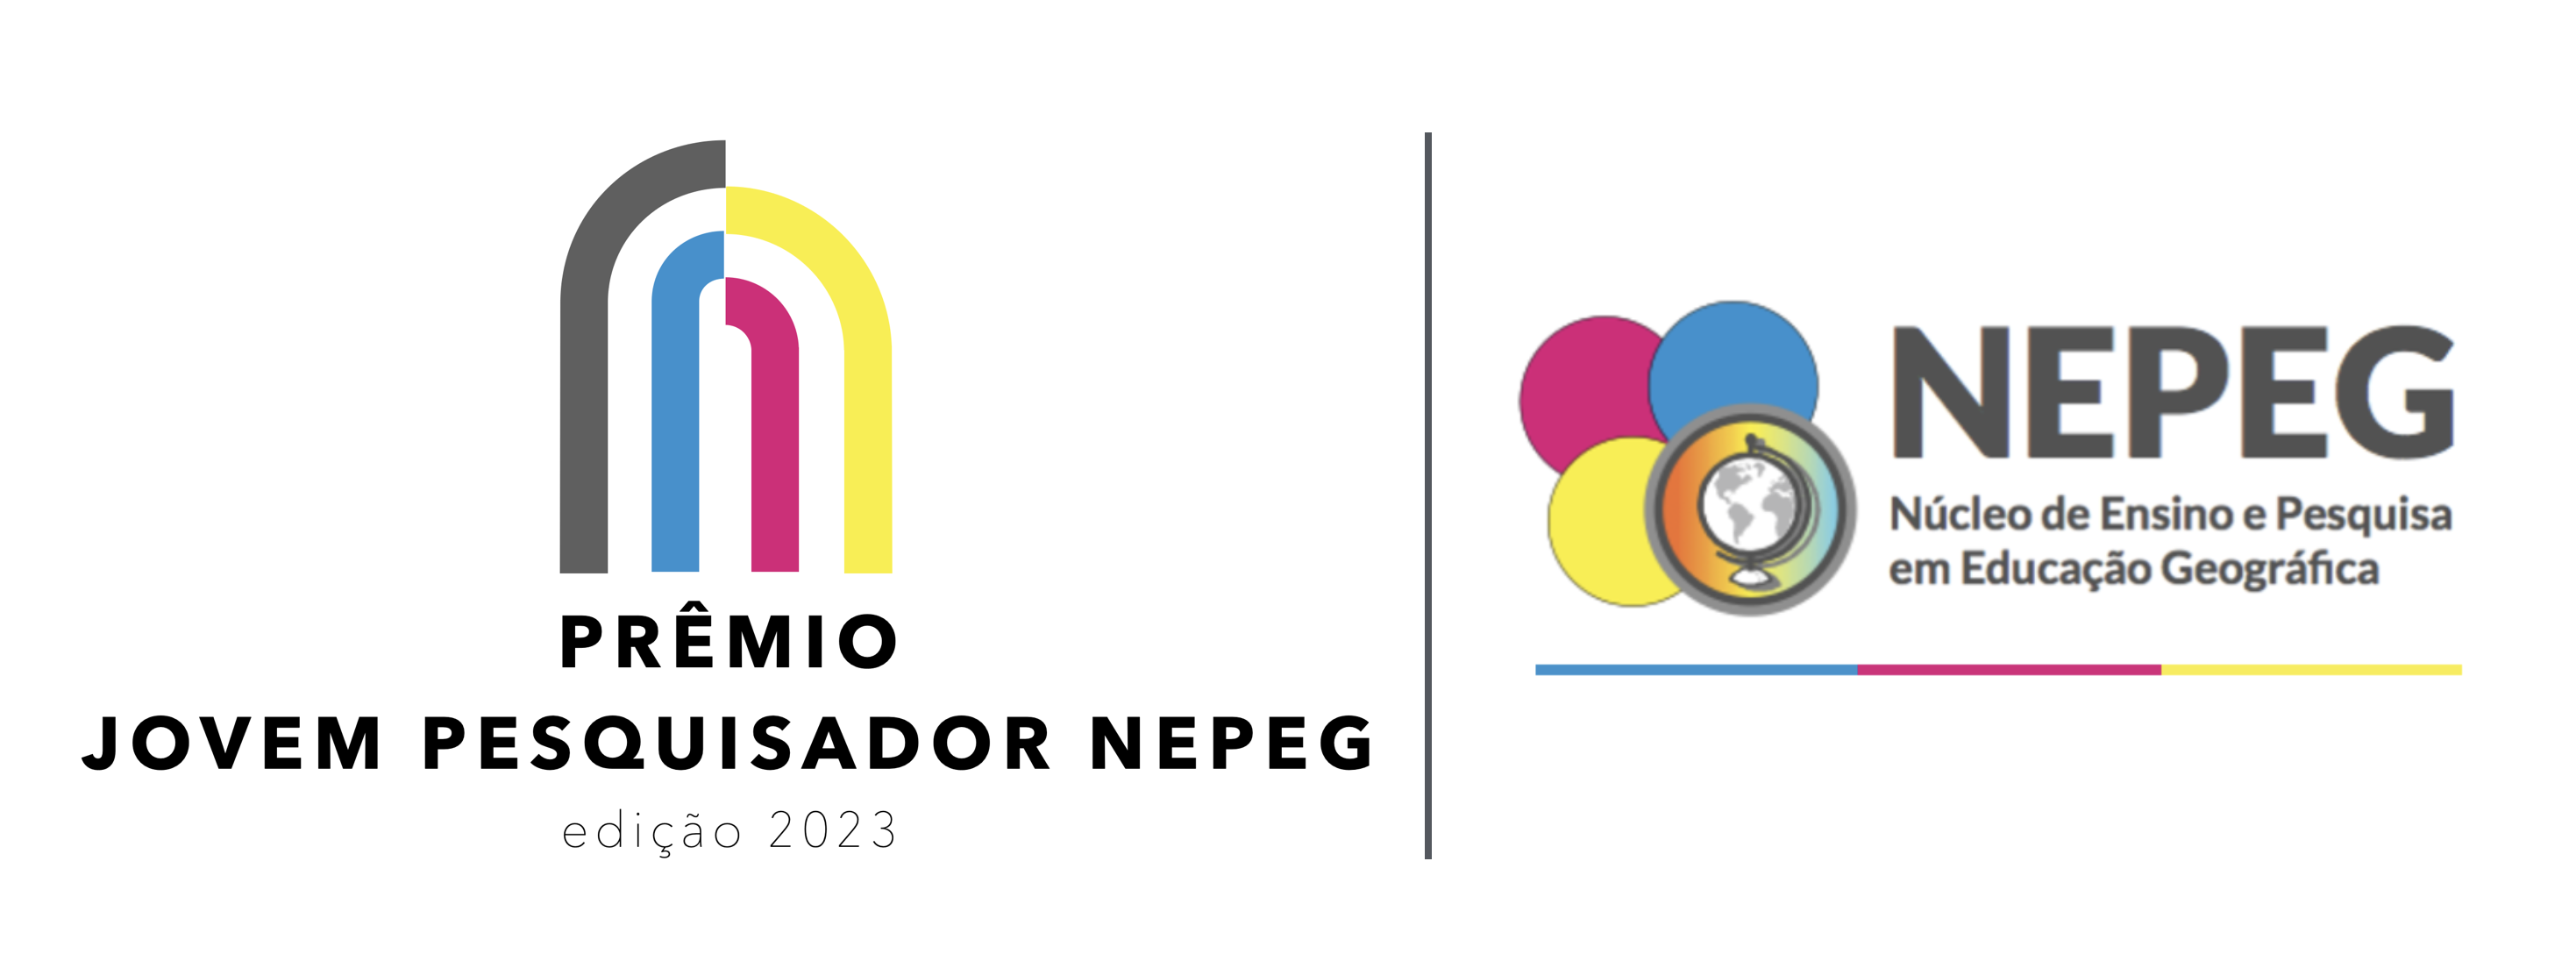 PRÊMIO
JOVEM PESQUISADOR NEPEG
edição 2023
NEPEG
Núcleo de Ensino e Pesquisa
em Educação Geográfica